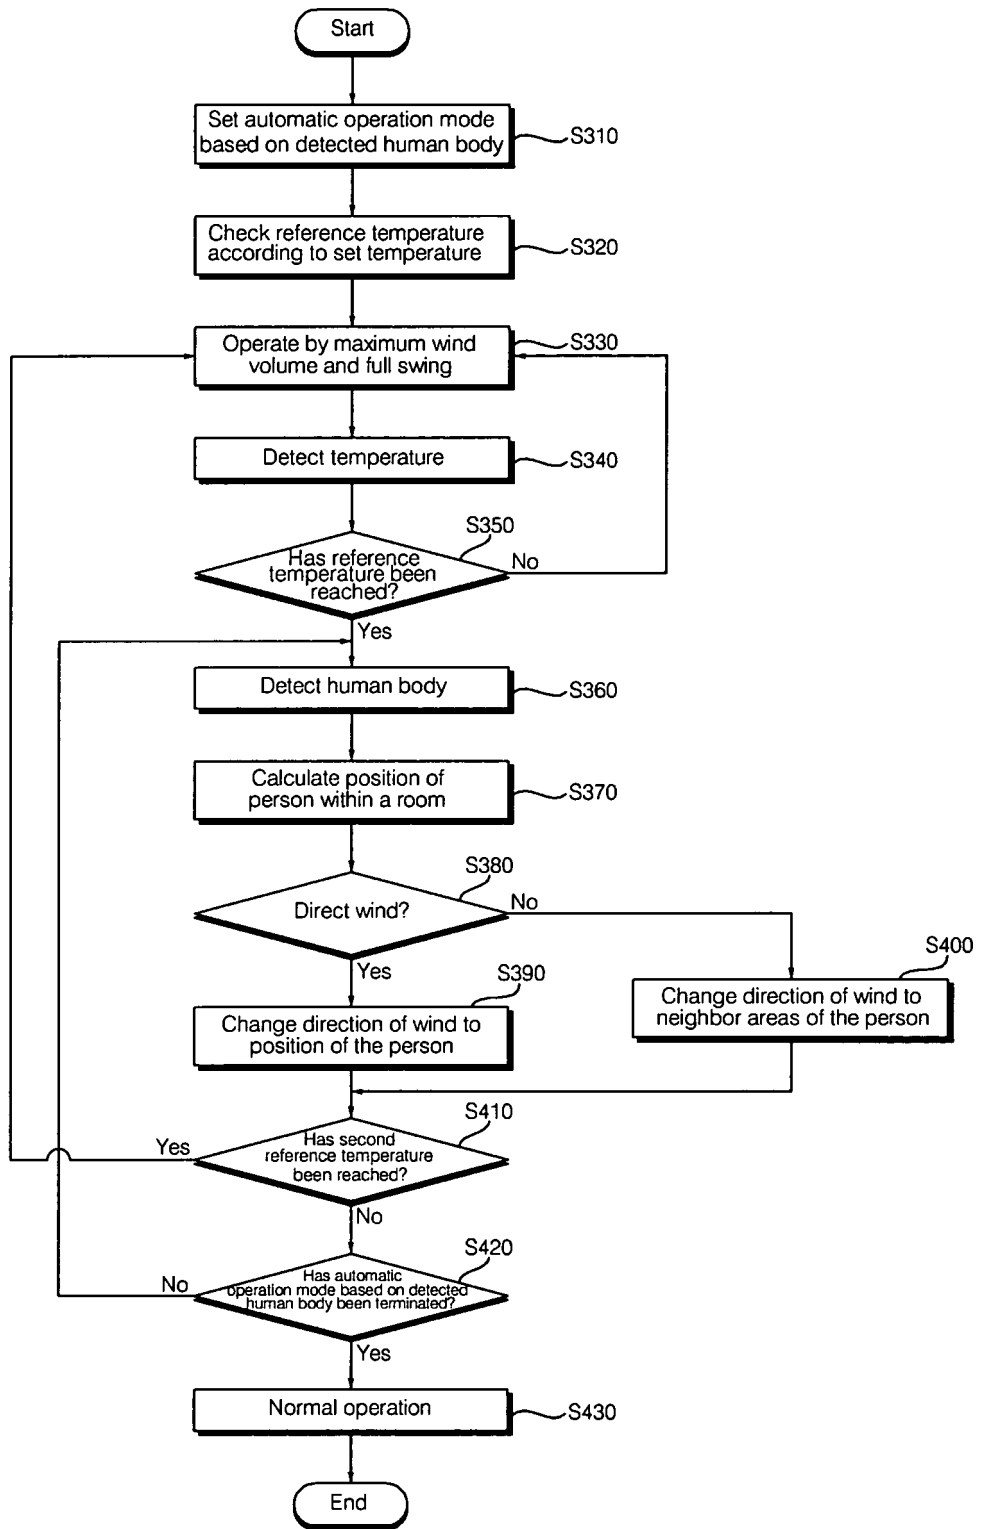 Start
Set automatic operation mode
based on detected human body
S310
Check reference temperature
according to set temperature
S320
Operate by maximum wind
volume and full swing
S330
Detect temperature
S340
S350
Has reference
temperature been
reached?
No
Yes
Detect human body
S360
Calculate position of
person within a room
S370
S380
Direct wind?
No
Yes
S390
Change direction of wind to
position of the person
S400
Change direction of wind to
neighbor areas of the person
S410
Has second
reference temperature
been reached?
Yes
No
S420
Has automatic
operation mode based on detected
human body been terminated?
No
Yes
Normal operation
S430
End